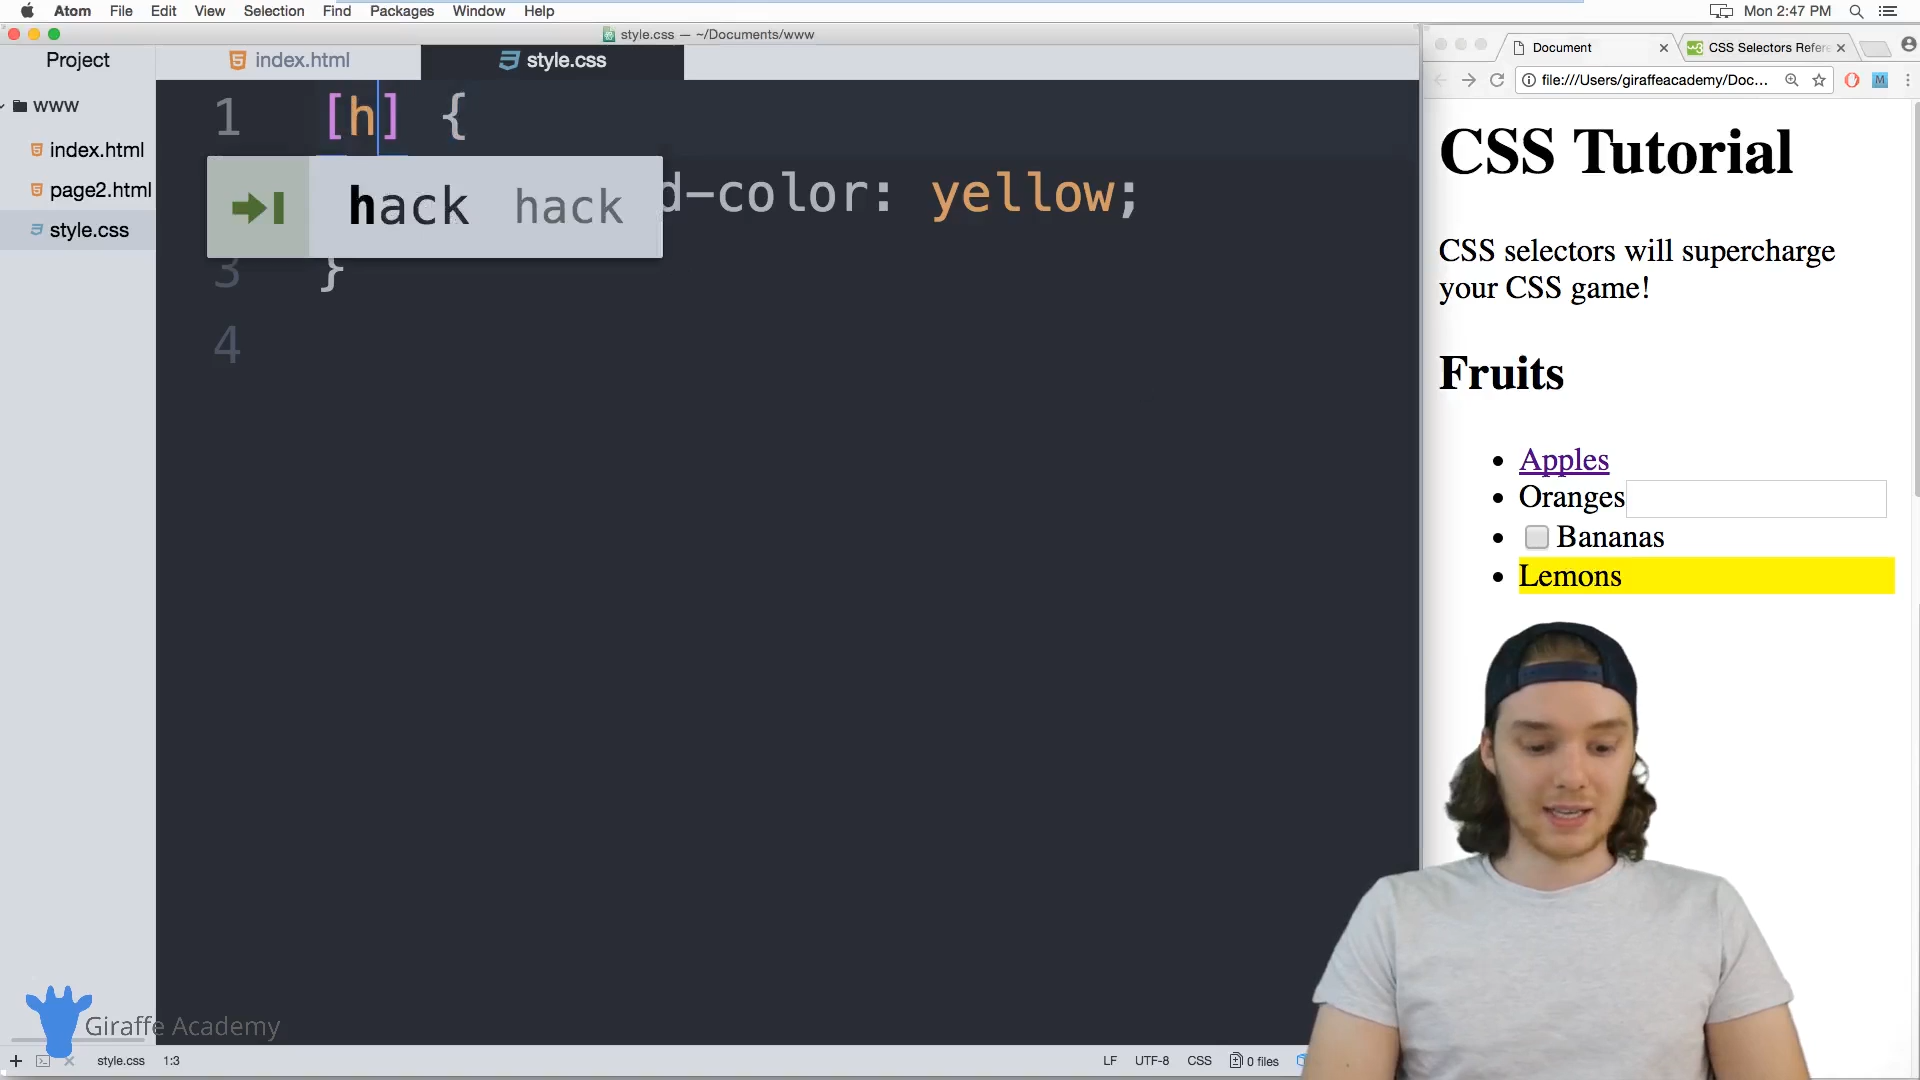 Atom File Edit View Selection Find Packages Window Help Mon 2:47 PM
style.css — ~/Documents/www
Project
index.html
style.css
Document
CSS Selectors Refere
file:///Users/giraffeacademy/Doc...
www
index.html
page2.html
style.css
1 [h] {
hack hack
d-color: yellow;
3 }
4
CSS Tutorial
CSS selectors will supercharge
your CSS game!
Fruits
Apples
Oranges
Bananas
Lemons
Giraffe Academy
style.css 1:3
LF UTF-8 CSS 0 files